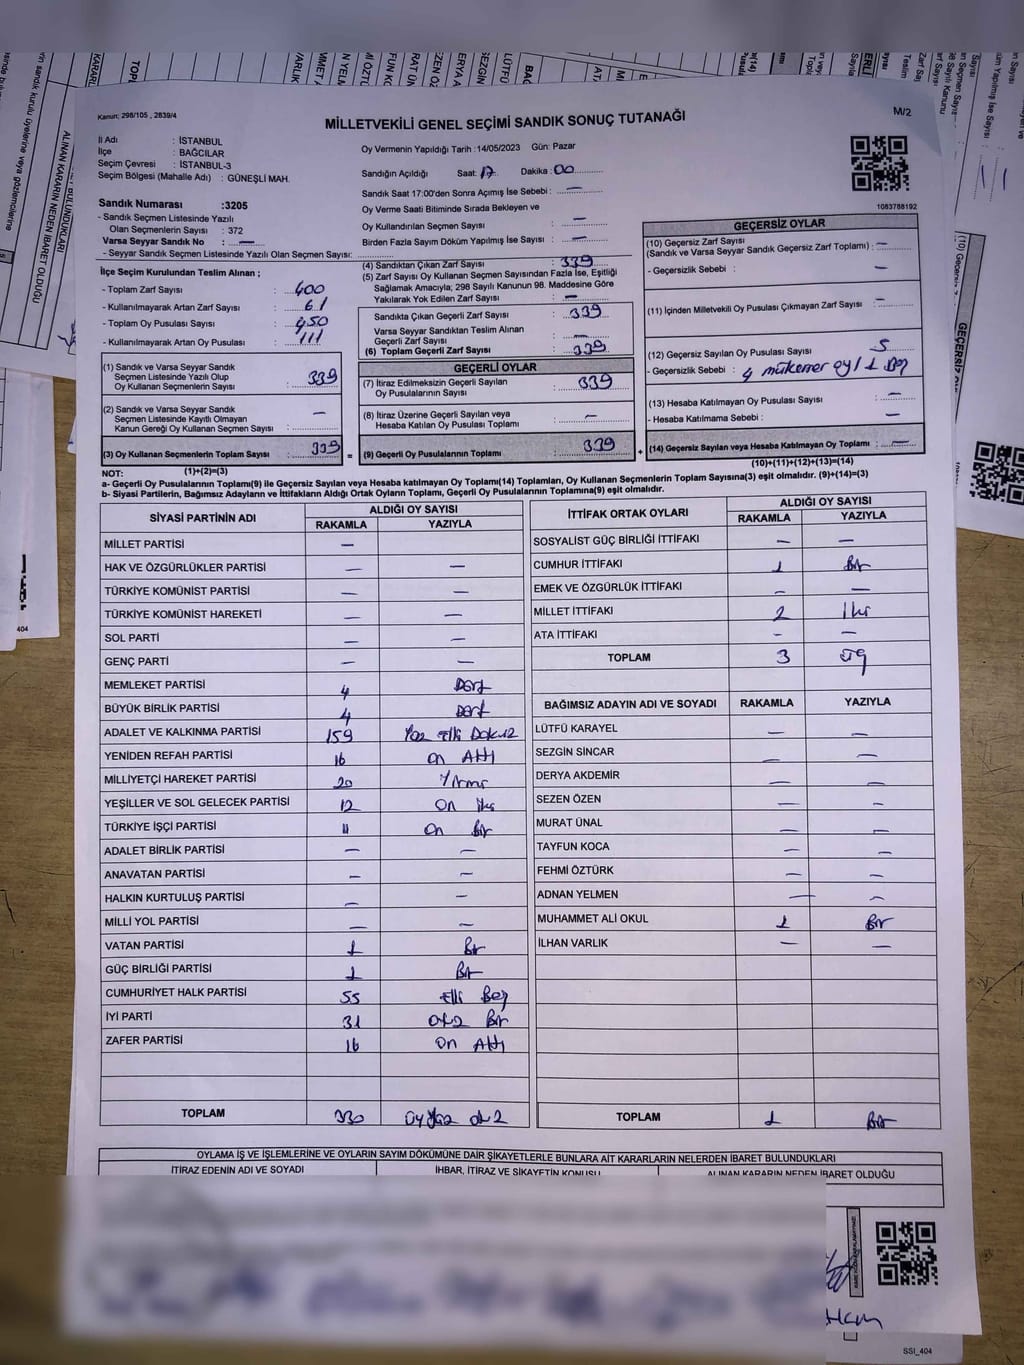 Kanun: 298/105 , 2839/4
MİLLETVEKİLİ GENEL SEÇİMİ SANDIK SONUÇ TUTANAĞI
M/2
İl Adı : İSTANBUL
İlçe : BAĞCILAR
Seçim Çevresi : İSTANBUL-3
Seçim Bölgesi (Mahalle Adı) : GÜNEŞLİ MAH.
Oy Vermenin Yapıldığı Tarih :14/05/2023 Gün: Pazar
Sandığın Açıldığı Saat: 17 Dakika : 00
Sandık Saat 17:00'den Sonra Açımış İse Sebebi : —
Oy Verme Saati Bitiminde Sırada Bekleyen ve
Oy Kullandırılan Seçmen Sayısı : —
Birden Fazla Sayım Döküm Yapılmış İse Sayısı : —
1083788192
Sandık Numarası :3205
- Sandık Seçmen Listesinde Yazılı
Olan Seçmenlerin Sayısı : 372
Varsa Seyyar Sandık No : —
- Seyyar Sandık Seçmen Listesinde Yazılı Olan Seçmen Sayısı:
İlçe Seçim Kurulundan Teslim Alınan ;
- Toplam Zarf Sayısı : 400
- Kullanılmayarak Artan Zarf Sayısı : 61
- Toplam Oy Pusulası Sayısı : 450
- Kullanılmayarak Artan Oy Pusulası : 111
(4) Sandıktan Çıkan Zarf Sayısı : 339
(5) Zarf Sayısı Oy Kullanan Seçmen Sayısından Fazla İse, Eşitliği
Sağlamak Amacıyla; 298 Sayılı Kanunun 98. Maddesine Göre
Yakılarak Yok Edilen Zarf Sayısı : —
Sandıkta Çıkan Geçerli Zarf Sayısı : 339
Varsa Seyyar Sandıktan Teslim Alınan
Geçerli Zarf Sayısı : —
(6) Toplam Geçerli Zarf Sayısı : 339
GEÇERSİZ OYLAR
(10) Geçersiz Zarf Sayısı
(Sandık ve Varsa Seyyar Sandık Geçersiz Zarf Toplamı) : —
- Geçersizlik Sebebi : —
(11) İçinden Milletvekili Oy Pusulası Çıkmayan Zarf Sayısı : —
(12) Geçersiz Sayılan Oy Pusulası Sayısı : 5
- Geçersizlik Sebebi : 4 mükerrer oy 1 Boş
(13) Hesaba Katılmayan Oy Pusulası Sayısı : —
- Hesaba Katılmama Sebebi : —
(14) Geçersiz Sayılan veya Hesaba Katılmayan Oy Toplamı : —
(10)+(11)+(12)+(13)=(14)
(1) Sandık ve Varsa Seyyar Sandık
Seçmen Listesinde Yazılı Olup
Oy Kullanan Seçmenlerin Sayısı : 339
(2) Sandık ve Varsa Seyyar Sandık
Seçmen Listesinde Kayıtlı Olmayan
Kanun Gereği Oy Kullanan Seçmen Sayısı : —
(3) Oy Kullanan Seçmenlerin Toplam Sayısı : 339 =
(1)+(2)=(3)
GEÇERLİ OYLAR
(7) İtiraz Edilmeksizin Geçerli Sayılan
Oy Pusulalarının Sayısı : 339
(8) İtiraz Üzerine Geçerli Sayılan veya
Hesaba Katılan Oy Pusulası Toplamı : —
(9) Geçerli Oy Pusulalarının Toplamı : 339 +
NOT:
a- Geçerli Oy Pusulalarının Toplamı(9) ile Geçersiz Sayılan veya Hesaba katılmayan Oy Toplamı(14) Toplamları, Oy Kullanan Seçmenlerin Toplam Sayısına(3) eşit olmalıdır. (9)+(14)=(3)
b- Siyasi Partilerin, Bağımsız Adayların ve İttifakların Aldığı Ortak Oyların Toplamı, Geçerli Oy Pusulalarının Toplamına(9) eşit olmalıdır.
SİYASİ PARTİNİN ADI ALDIĞI OY SAYISI
RAKAMLA YAZIYLA
MİLLET PARTİSİ —
HAK VE ÖZGÜRLÜKLER PARTİSİ — —
TÜRKİYE KOMÜNİST PARTİSİ — —
TÜRKİYE KOMÜNİST HAREKETİ — —
SOL PARTİ — —
GENÇ PARTİ — —
MEMLEKET PARTİSİ 4 Dört
BÜYÜK BİRLİK PARTİSİ 4 Dört
ADALET VE KALKINMA PARTİSİ 159 Yüz Elli Dokuz
YENİDEN REFAH PARTİSİ 16 On Altı
MİLLİYETÇİ HAREKET PARTİSİ 20 Yirmi
YEŞİLLER VE SOL GELECEK PARTİSİ 12 On iki
TÜRKİYE İŞÇİ PARTİSİ 11 On Bir
ADALET BİRLİK PARTİSİ — —
ANAVATAN PARTİSİ — —
HALKIN KURTULUŞ PARTİSİ — —
MİLLİ YOL PARTİSİ — —
VATAN PARTİSİ 1 Bir
GÜÇ BİRLİĞİ PARTİSİ 1 Bir
CUMHURİYET HALK PARTİSİ 55 Elli Beş
İYİ PARTİ 31 Otuz Bir
ZAFER PARTİSİ 16 On Altı
TOPLAM 330 Üçyüz otuz
İTTİFAK ORTAK OYLARI ALDIĞI OY SAYISI
RAKAMLA YAZIYLA
SOSYALİST GÜÇ BİRLİĞİ İTTİFAKI — —
CUMHUR İTTİFAKI 1 Bir
EMEK VE ÖZGÜRLÜK İTTİFAKI — —
MİLLET İTTİFAKI 2 İki
ATA İTTİFAKI — —
TOPLAM 3 üç
BAĞIMSIZ ADAYIN ADI VE SOYADI RAKAMLA YAZIYLA
LÜTFÜ KARAYEL — —
SEZGİN SİNCAR — —
DERYA AKDEMİR — —
SEZEN ÖZEN — —
MURAT ÜNAL — —
TAYFUN KOCA — —
FEHMİ ÖZTÜRK — —
ADNAN YELMEN — —
MUHAMMET ALİ OKUL 1 Bir
İLHAN VARLIK — —
TOPLAM 1 Bir
OYLAMA İŞ VE İŞLEMLERİNE VE OYLARIN SAYIM DÖKÜMÜNE DAİR ŞİKAYETLERLE BUNLARA AİT KARARLARIN NELERDEN İBARET BULUNDUKLARI
İTİRAZ EDENİN ADI VE SOYADI İHBAR, İTİRAZ VE ŞİKAYETİN KONUSU ALINAN KARARIN NEDEN İBARET OLDUĞU
SSI_404